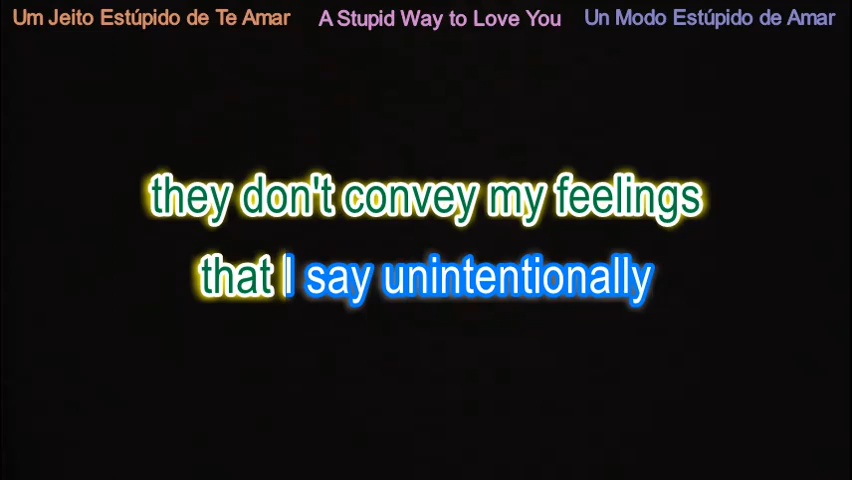 Um Jeito Estúpido de Te Amar A Stupid Way to Love You Un Modo Estúpido de Amar
they don't convey my feelings
that I say unintentionally